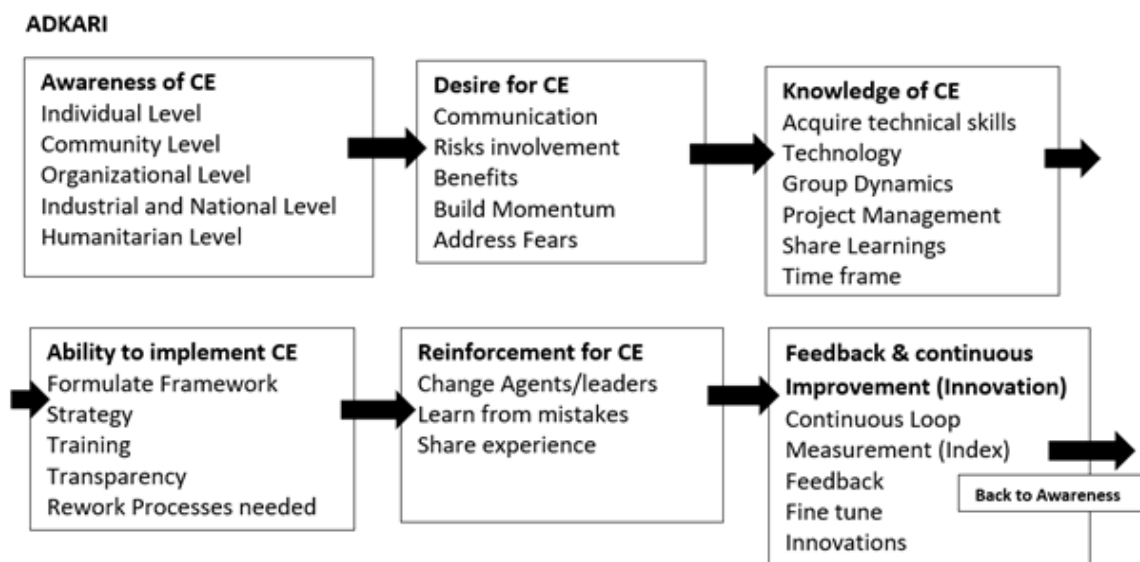 ADKARI
Awareness of CE
Individual Level
Community Level
Organizational Level
Industrial and National Level
Humanitarian Level
Desire for CE
Communication
Risks involvement
Benefits
Build Momentum
Address Fears
Knowledge of CE
Acquire technical skills
Technology
Group Dynamics
Project Management
Share Learnings
Time frame
Ability to implement CE
Formulate Framework
Strategy
Training
Transparency
Rework Processes needed
Reinforcement for CE
Change Agents/leaders
Learn from mistakes
Share experience
Feedback & continuous
Improvement (Innovation)
Continuous Loop
Measurement (Index)
Feedback
Fine tune
Innovations
Back to Awareness